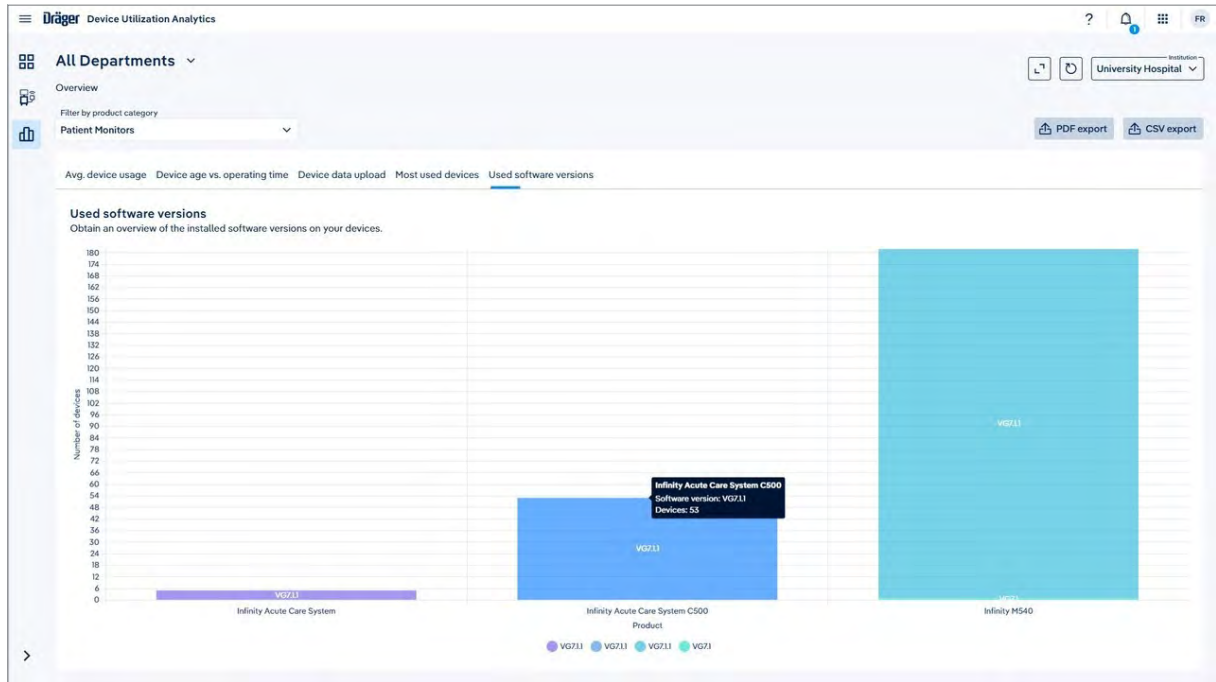 Dräger Device Utilization Analytics
?
1
FR
All Departments
Institution
University Hospital
Overview
Filter by product category
Patient Monitors
PDF export
CSV export
Avg. device usage Device age vs. operating time Device data upload Most used devices Used software versions
Used software versions
Obtain an overview of the installed software versions on your devices.
Number of devices
180
174
168
162
156
150
144
138
132
126
120
114
108
102
96
90
84
78
72
66
60
54
48
42
36
30
24
18
12
6
0
VG7.1.1
Infinity Acute Care System C500
Software version: VG7.1.1
Devices: 53
VG7.1.1
VG7.1.1
VG7.1
Infinity Acute Care System
Infinity Acute Care System C500
Infinity M540
Product
VG7.1.1 VG7.1.1 VG7.1.1 VG7.1